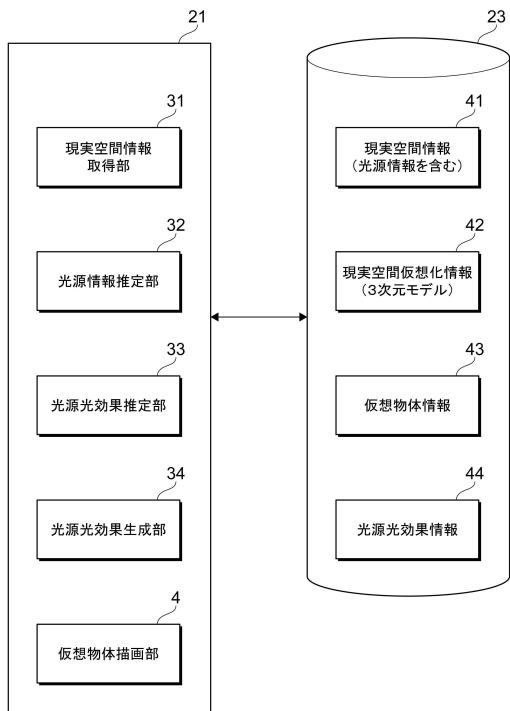 21
31
現実空間情報
取得部
32
光源情報推定部
33
光源光効果推定部
34
光源光効果生成部
4
仮想物体描画部
23
41
現実空間情報
(光源情報を含む)
42
現実空間仮想化情報
(3次元モデル)
43
仮想物体情報
44
光源光効果情報